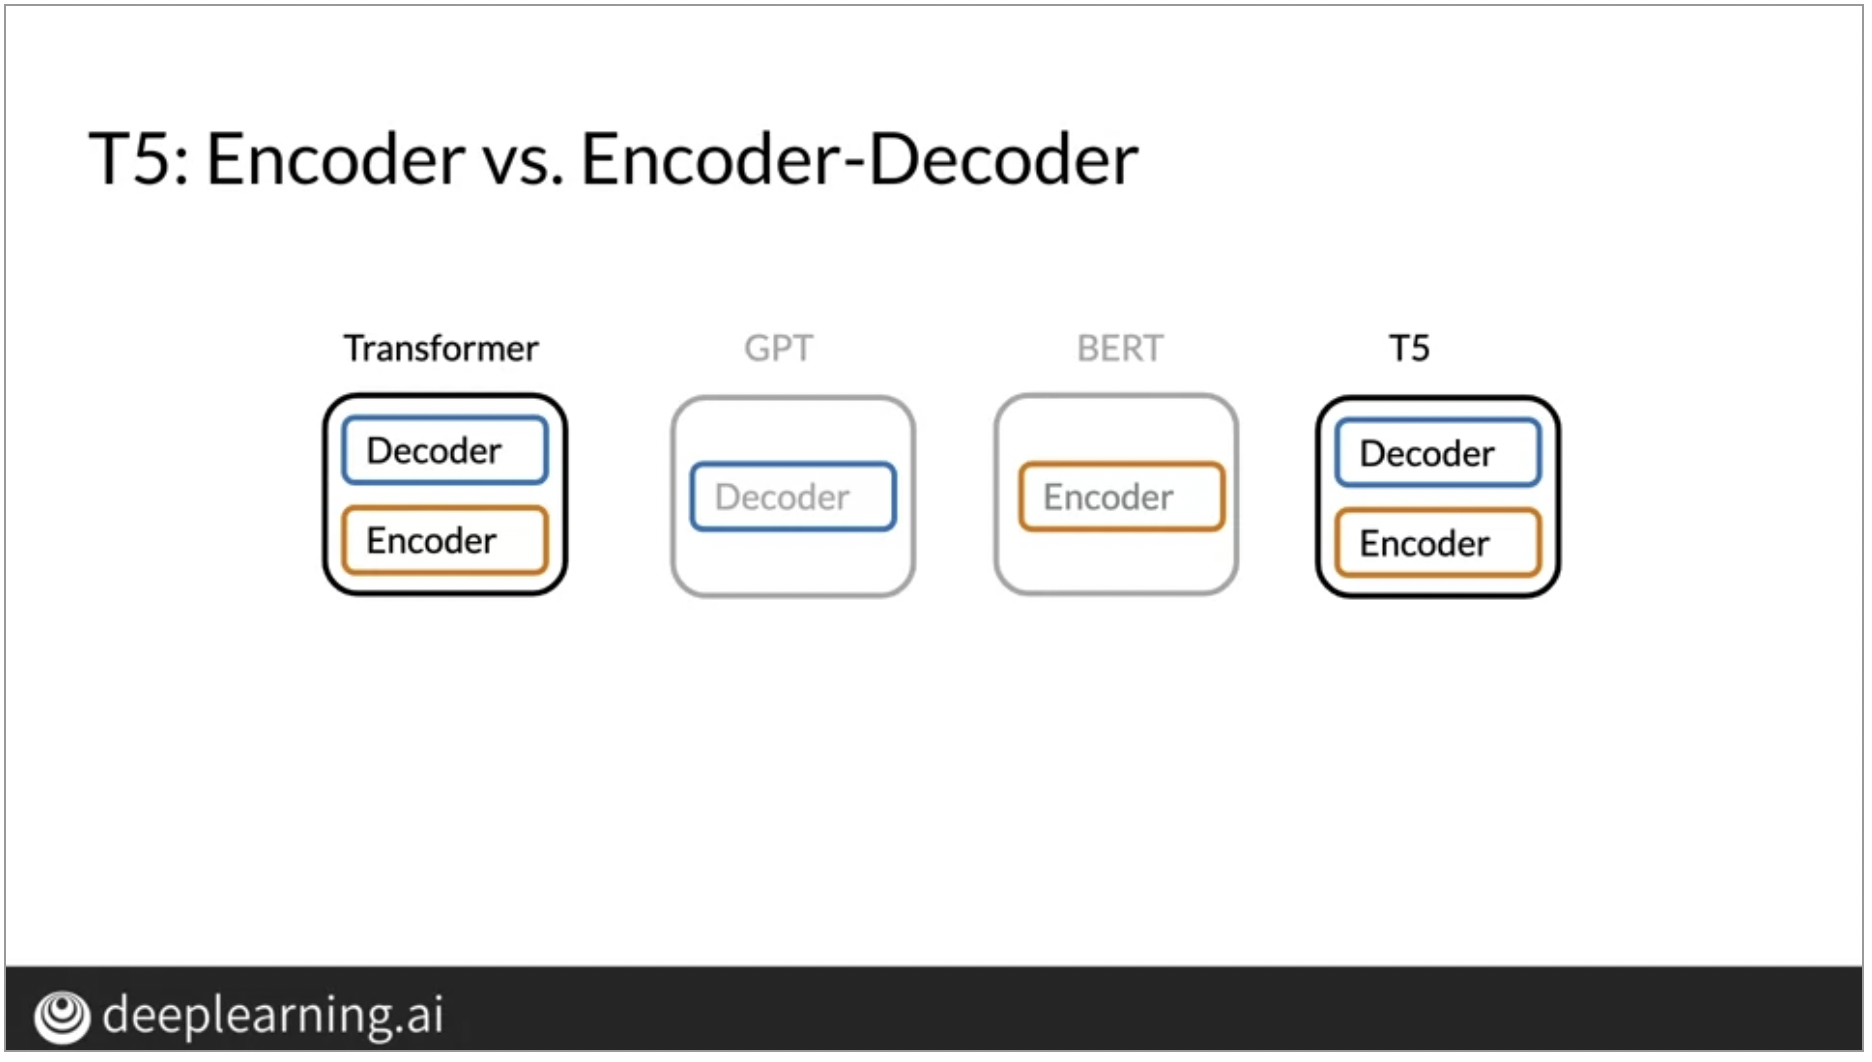 T5: Encoder vs. Encoder-Decoder
Transformer
Decoder
Encoder
GPT
Decoder
BERT
Encoder
T5
Decoder
Encoder
deeplearning.ai